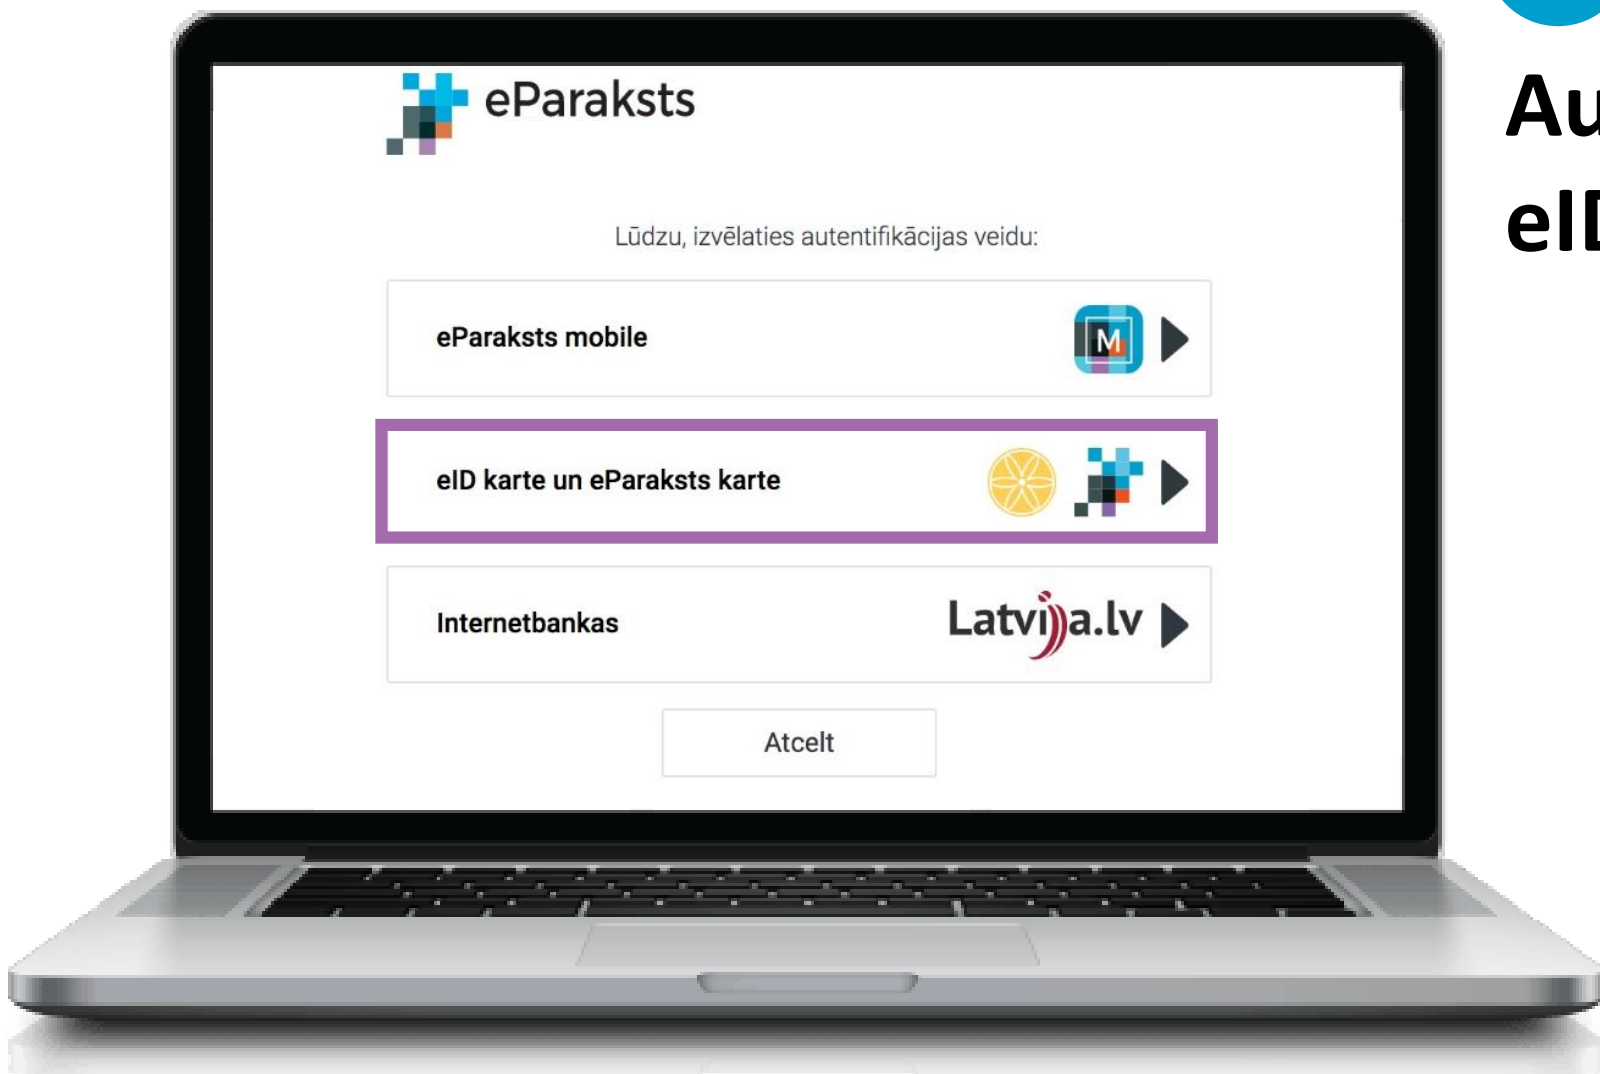 eParaksts
Lūdzu, izvēlaties autentifikācijas veidu:
eParaksts mobile
M
eID karte un eParaksts karte
Internetbankas
Latvija.lv
Atcelt